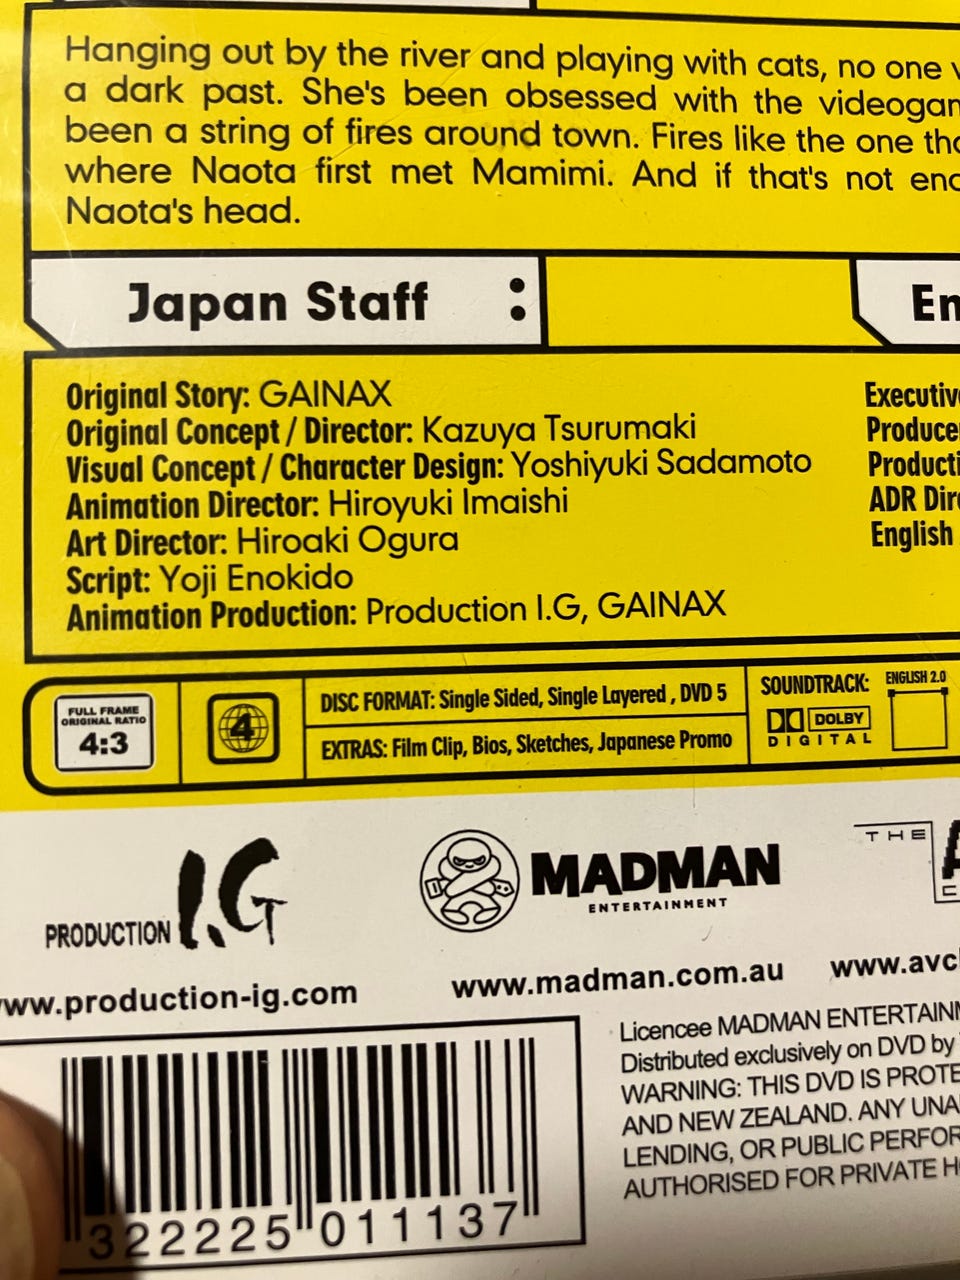 Hanging out by the river and playing with cats, no one
a dark past. She's been obsessed with the videogam
been a string of fires around town. Fires like the one tha
where Naota first met Mamimi. And if that's not eno
Naota's head.
Japan Staff :
En
Original Story: GAINAX
Original Concept / Director: Kazuya Tsurumaki
Visual Concept / Character Design: Yoshiyuki Sadamoto
Animation Director: Hiroyuki Imaishi
Art Director: Hiroaki Ogura
Script: Yoji Enokido
Animation Production: Production I.G, GAINAX
Executive
Producer
Producti
ADR Dire
English
FULL FRAME
ORIGINAL RATIO
4:3
4
DISC FORMAT: Single Sided, Single Layered , DVD 5
EXTRAS: Film Clip, Bios, Sketches, Japanese Promo
SOUNDTRACK:
DOLBY
DIGITAL
ENGLISH 2.0
PRODUCTION I.G
MADMAN
ENTERTAINMENT
THE
www.production-ig.com
www.madman.com.au
www.avcl
Licencee MADMAN ENTERTAINM
Distributed exclusively on DVD by
WARNING: THIS DVD IS PROTE
AND NEW ZEALAND. ANY UNA
LENDING, OR PUBLIC PERFOR
AUTHORISED FOR PRIVATE H
322225 011137